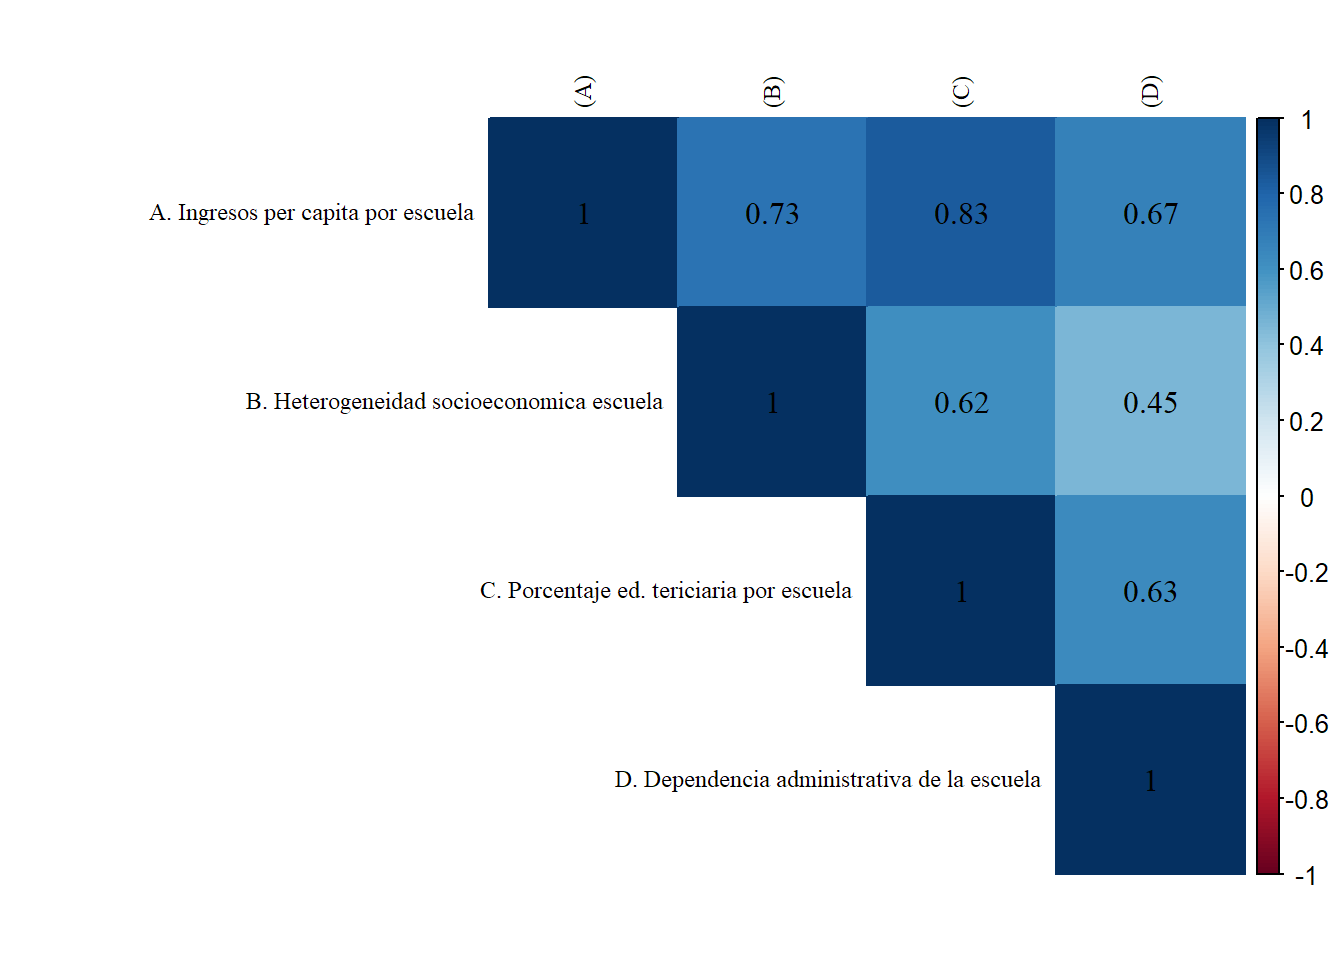 (A) (B) (C) (D)
A. Ingresos per capita por escuela 1 0.73 0.83 0.67
B. Heterogeneidad socioeconomica escuela 1 0.62 0.45
C. Porcentaje ed. tericiaria por escuela 1 0.63
D. Dependencia administrativa de la escuela 1
1
0.8
0.6
0.4
0.2
0
-0.2
-0.4
-0.6
-0.8
-1